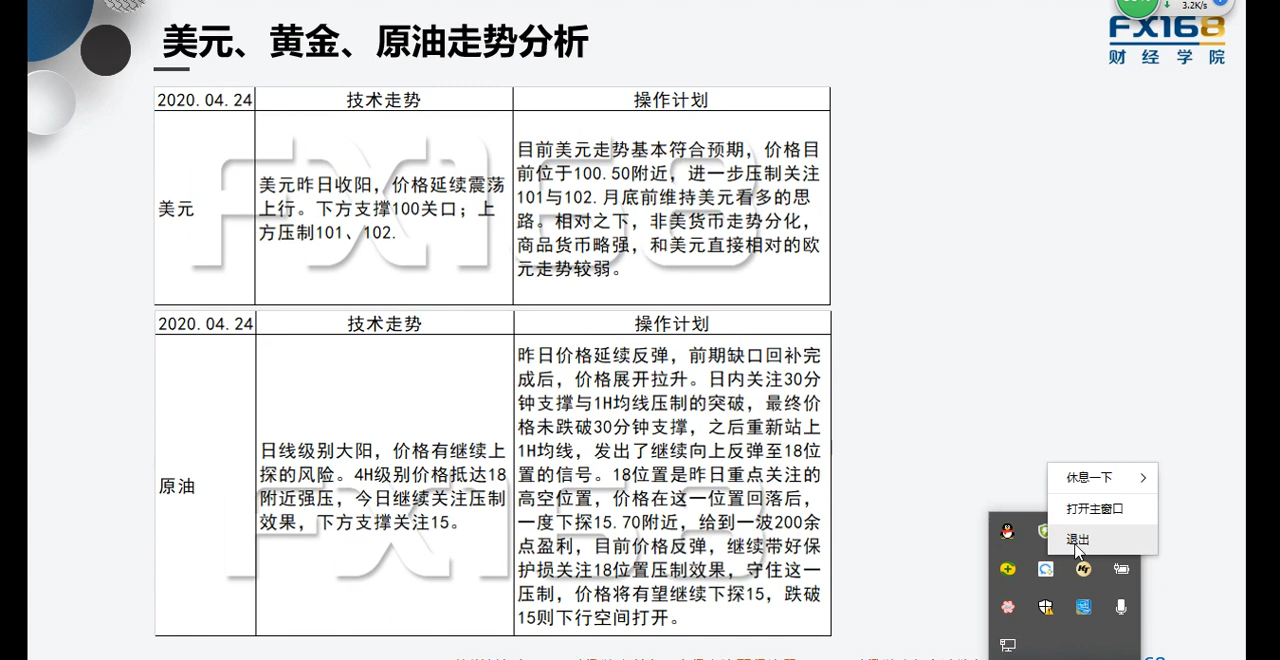 3.2K/s
美元、黄金、原油走势分析
FX168
财经学院
2020.04.24 技术走势 操作计划
美元
美元昨日收阳，价格延续震荡
上行。下方支撑100关口；上
方压制101、102.
目前美元走势基本符合预期，价格目
前位于100.50附近，进一步压制关注
101与102.月底前维持美元看多的思
路。相对之下，非美货币走势分化，
商品货币略强，和美元直接相对的欧
元走势较弱。
2020.04.24 技术走势 操作计划
原油
日线级别大阳，价格有继续上
探的风险。4H级别价格抵达18
附近强压，今日继续关注压制
效果，下方支撑关注15。
昨日价格延续反弹，前期缺口回补完
成后，价格展开拉升。日内关注30分
钟支撑与1H均线压制的突破，最终价
格未跌破30分钟支撑，之后重新站上
1H均线，发出了继续向上反弹至18位
置的信号。18位置是昨日重点关注的
高空位置，价格在这一位置回落后，
一度下探15.70附近，给到一波200余
点盈利，目前价格反弹，继续带好保
护损关注18位置压制效果，守住这一
压制，价格将有望继续下探15，跌破
15则下行空间打开。
FX168
FX168
休息一下
打开主窗口
退出